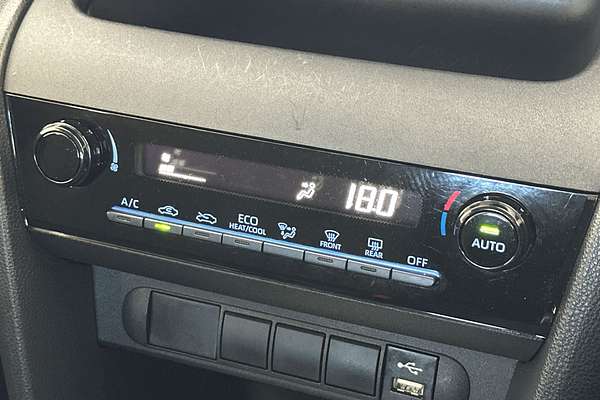 18.0
A/C
ECO
HEAT/COOL
FRONT
REAR
OFF
AUTO